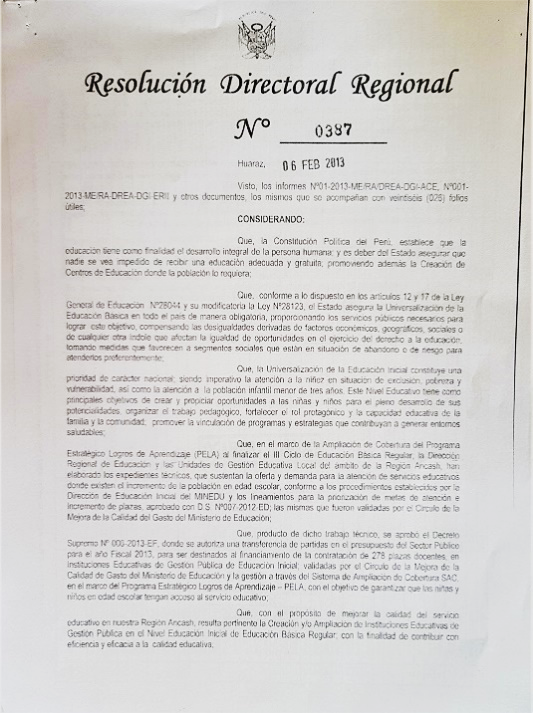 Resolución Directoral Regional
N° 0387
Huaraz, 06 FEB 2013
Visto, los informes N°01-2013-ME/RA/DREA-DGI-ACE, N°001-
2013-ME/RA/DREA-DGI-ERII y otros documentos, los mismos que se acompañan con veintiséis (026) folios
útiles;
CONSIDERANDO:
Que, la Constitución Política del Perú, establece que la
educación tiene como finalidad el desarrollo integral de la persona humana; y es deber del Estado asegurar que
nadie se vea impedido de recibir una educación adecuada y gratuita; promoviendo además la Creación de
Centros de Educación donde la población lo requiera;
Que, conforme a lo dispuesto en los artículos 12 y 17 de la Ley
General de Educación N°28044 y su modificatoria la Ley N°28123, el Estado asegura la Universalización de la
Educación Básica en todo el país de manera obligatoria, proporcionando los servicios públicos necesarios para
lograr este objetivo, compensando las desigualdades derivadas de factores económicos, geográficos, sociales o
de cualquier otra índole que afectan la igualdad de oportunidades en el ejercicio del derecho a la educación,
tomando medidas que favorecen a segmentos sociales que están en situación de abandono o de riesgo para
atenderlos preferentemente;
Que, la Universalización de la Educación Inicial constituye una
prioridad de carácter nacional; siendo imperativo la atención a la niñez en situación de exclusión, pobreza y
vulnerabilidad, así como la atención a la población infantil menor de tres años. Este Nivel Educativo tiene como
principales objetivos de crear y propiciar oportunidades a las niñas y niños para el pleno desarrollo de sus
potencialidades, organizar el trabajo pedagógico, fortalecer el rol protagónico y la capacidad educativa de la
familia y la comunidad, promover la vinculación de programas y estrategias que contribuyan a generar entornos
saludables;
Que, en el marco de la Ampliación de Cobertura del Programa
Estratégico Logros de Aprendizaje (PELA) al finalizar el III Ciclo de Educación Básica Regular, la Dirección
Regional de Educación y las Unidades de Gestión Educativa Local del ámbito de la Región Ancash, han
elaborado los expedientes técnicos, que sustentan la oferta y demanda para la atención de servicios educativos
donde existen el incremento de la población en edad escolar, conforme a los procedimientos establecidos por la
Dirección de Educación Inicial del MINEDU y los lineamientos para la priorización de metas de atención e
Incremento de plazas, aprobado con D.S. N°007-2012-ED; las mismas que fueron validadas por el Círculo de la
Mejora de la Calidad del Gasto del Ministerio de Educación;
Que, producto de dicho trabajo técnico, se aprobó el Decreto
Supremo N° 006-2013-EF, donde se autoriza una transferencia de partidas en el presupuesto del Sector Público
para el año Fiscal 2013, para ser destinados al financiamiento de la contratación de 278 plazas docentes, en
Instituciones Educativas de Gestión Pública de Educación Inicial; validadas por el Círculo de la Mejora de la
Calidad de Gasto del Ministerio de Educación y la gestión a través del Sistema de Ampliación de Cobertura SAC,
en el marco del Programa Estratégico Logros de Aprendizaje – PELA, con el objetivo de garantizar que las niñas y
niños en edad escolar tengan acceso al servicio educativo;
Que, con el propósito de mejorar la calidad del servicio
educativo en nuestra Región Ancash, resulta pertinente la Creación y/o Ampliación de Instituciones Educativas de
Gestión Pública en el Nivel Educación Inicial de Educación Básica Regular; con la finalidad de contribuir con
eficiencia y eficacia a la calidad educativa;